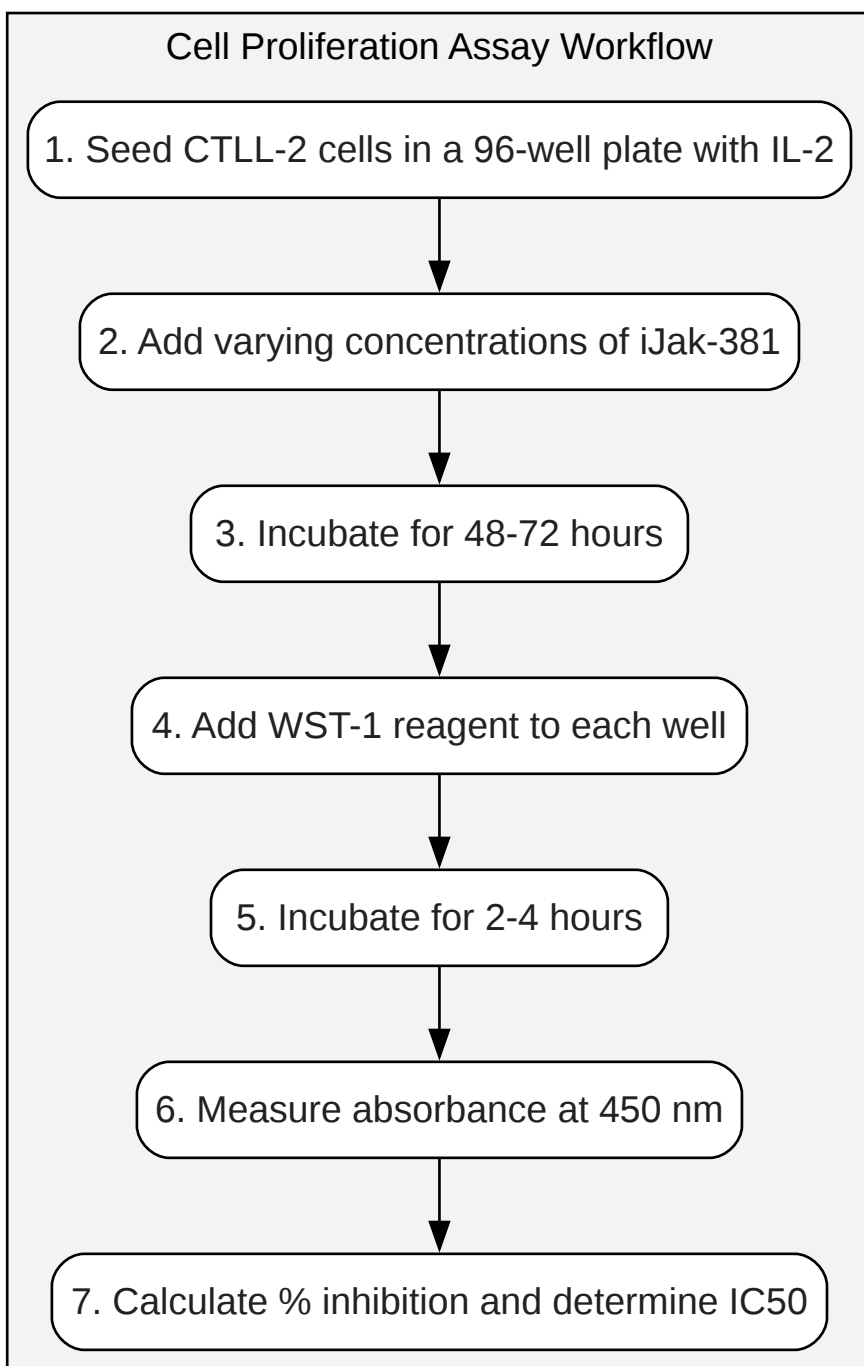 Cell Proliferation Assay Workflow
1. Seed CTLL-2 cells in a 96-well plate with IL-2
2. Add varying concentrations of iJak-381
3. Incubate for 48-72 hours
4. Add WST-1 reagent to each well
5. Incubate for 2-4 hours
6. Measure absorbance at 450 nm
7. Calculate % inhibition and determine IC50